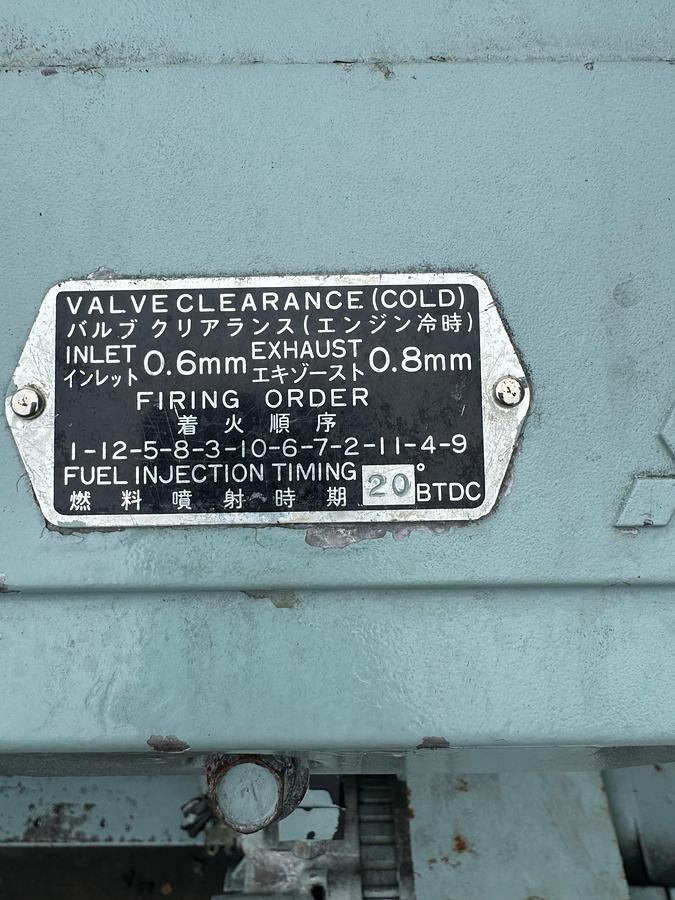 VALVE CLEARANCE (COLD)
バルブ クリアランス (エンジン冷時)
INLET 0.6mm EXHAUST 0.8mm
インレット エキゾースト
FIRING ORDER
着火順序
1-12-5-8-3-10-6-7-2-11-4-9
FUEL INJECTION TIMING 20° BTDC
燃料噴射時期